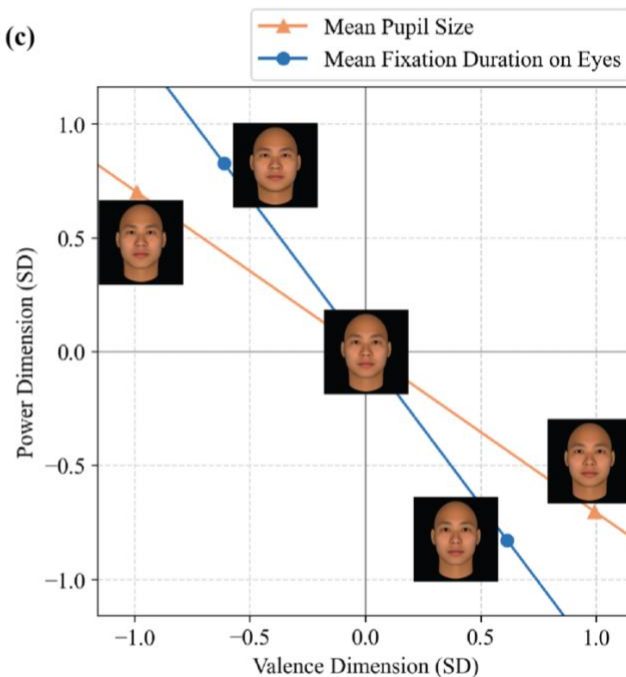 (c)
Mean Pupil Size
Mean Fixation Duration on Eyes
Power Dimension (SD)
1.0
0.5
0.0
−0.5
−1.0
−1.0
−0.5
0.0
0.5
1.0
Valence Dimension (SD)